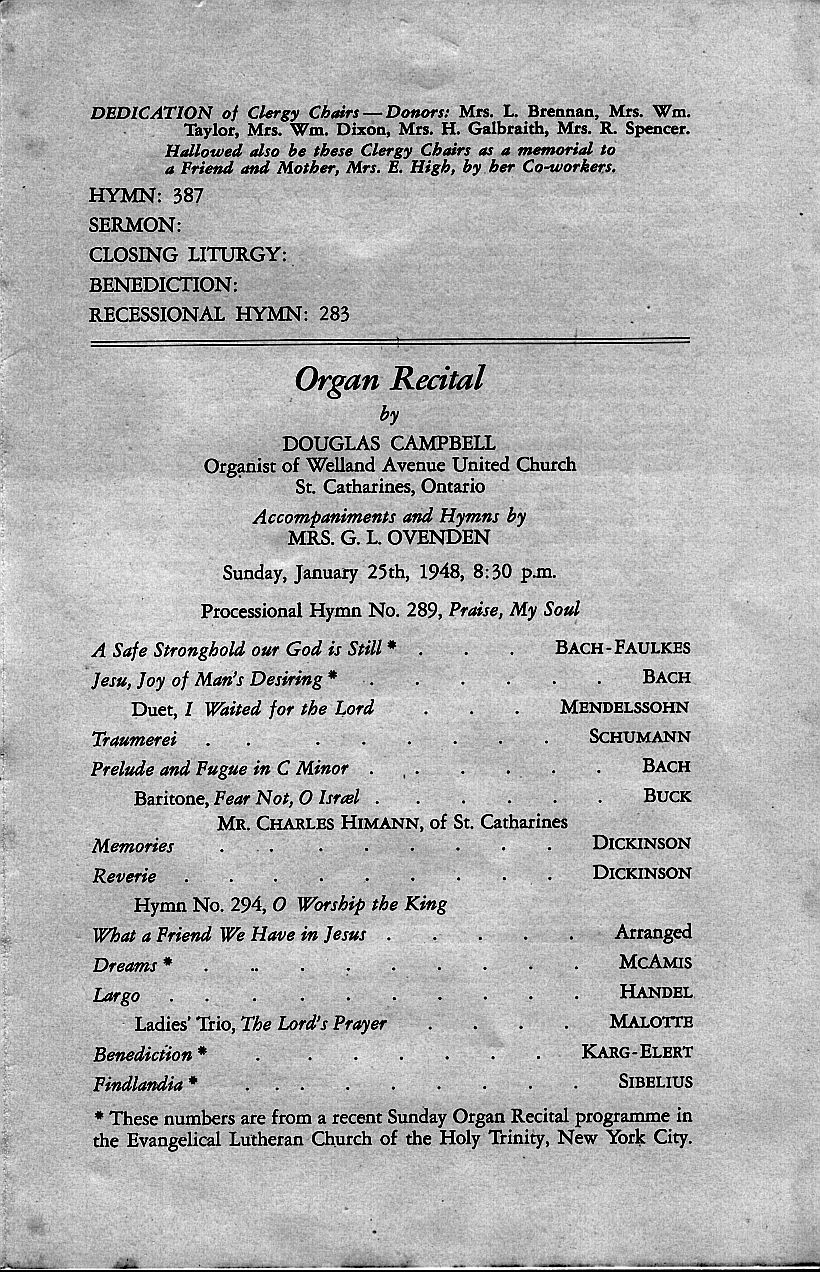 DEDICATION of Clergy Chairs — Donors: Mrs. L. Brennan, Mrs. Wm.
Taylor, Mrs. Wm. Dixon, Mrs. H. Galbraith, Mrs. R. Spencer.
Hallowed also be these Clergy Chairs as a memorial to
a Friend and Mother, Mrs. E. High, by her Co-workers.
HYMN: 387
SERMON:
CLOSING LITURGY:
BENEDICTION:
RECESSIONAL HYMN: 283
Organ Recital
by
DOUGLAS CAMPBELL
Organist of Welland Avenue United Church
St. Catharines, Ontario
Accompaniments and Hymns by
MRS. G. L. OVENDEN
Sunday, January 25th, 1948, 8:30 p.m.
Processional Hymn No. 289, Praise, My Soul
A Safe Stronghold our God is Still * . . . BACH-FAULKES
Jesu, Joy of Man's Desiring * . . . . . . BACH
Duet, I Waited for the Lord . . . MENDELSSOHN
Traumerei . . . . . . . . SCHUMANN
Prelude and Fugue in C Minor . . . . . . BACH
Baritone, Fear Not, O Isræl . . . . . . BUCK
MR. CHARLES HIMANN, of St. Catharines
Memories . . . . . . . . DICKINSON
Reverie . . . . . . . . . DICKINSON
Hymn No. 294, O Worship the King
What a Friend We Have in Jesus . . . . . Arranged
Dreams * . . . . . . . . . MCAMIS
Largo . . . . . . . . . . HANDEL
Ladies' Trio, The Lord's Prayer . . . . MALOTTE
Benediction * . . . . . . . KARG-ELERT
Findlandia * . . . . . . . . . SIBELIUS
* These numbers are from a recent Sunday Organ Recital programme in
the Evangelical Lutheran Church of the Holy Trinity, New York City.